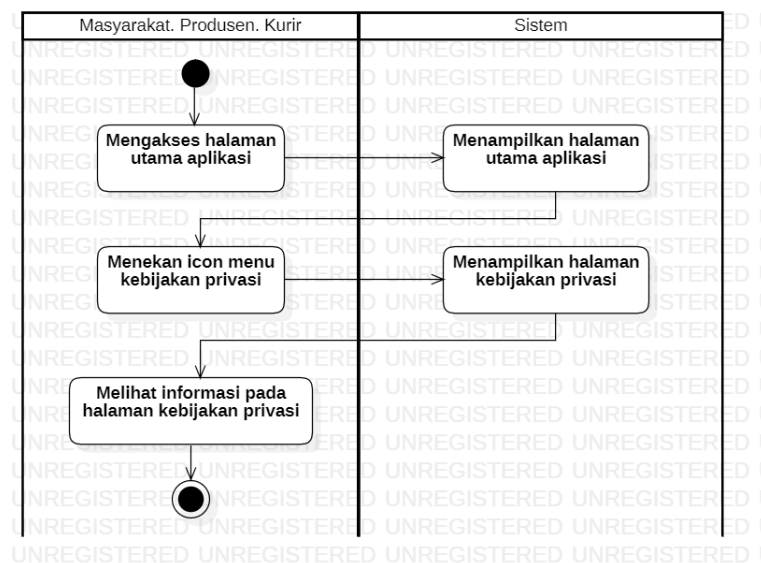 Masyarakat. Produsen. Kurir
Sistem
Mengakses halaman
utama aplikasi
Menampilkan halaman
utama aplikasi
Menekan icon menu
kebijakan privasi
Menampilkan halaman
kebijakan privasi
Melihat informasi pada
halaman kebijakan privasi
UNREGISTERED